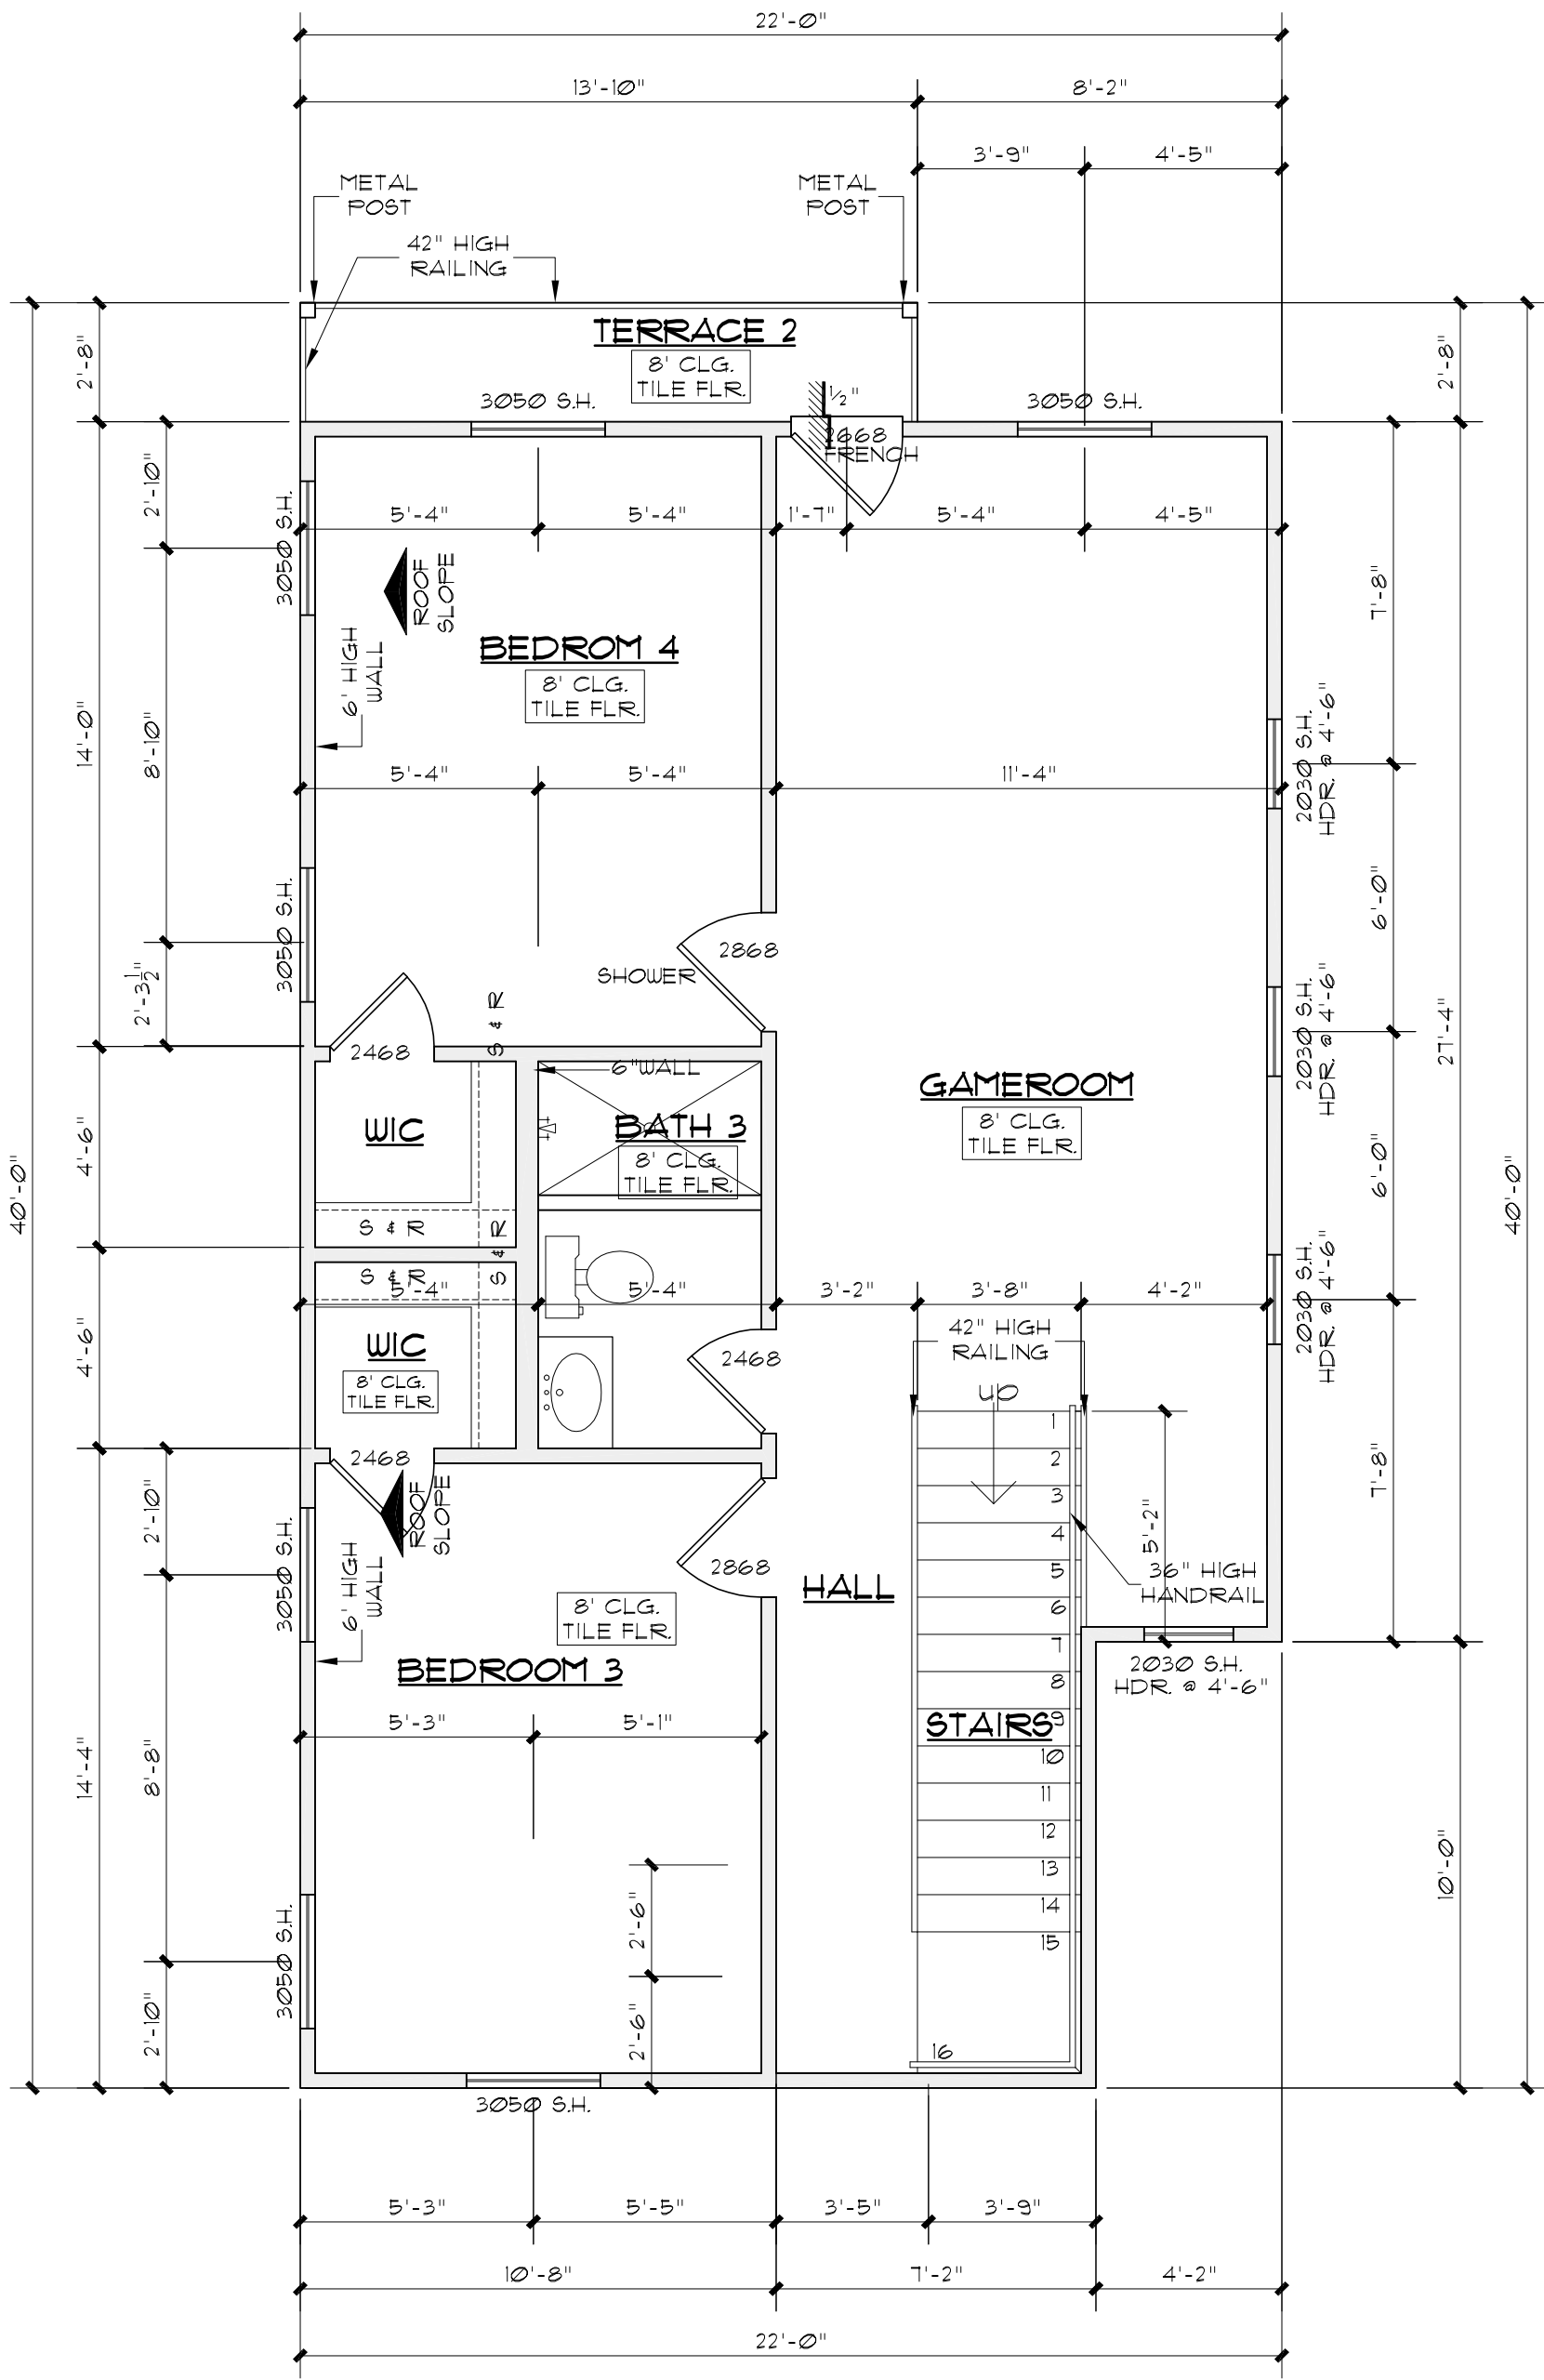 22'-0"
13'-10"
8'-2"
3'-9"
4'-5"
METAL
POST
METAL
POST
42" HIGH
RAILING
TERRACE 2
8' CLG.
TILE FLR.
2'-8"
2'-8"
3050 S.H.
3050 S.H.
1/2"
2668
FRENCH
2'-10"
3050 S.H.
5'-4"
5'-4"
1'-7"
5'-4"
4'-5"
ROOF
SLOPE
7'-8"
6' HIGH
WALL
BEDROM 4
8' CLG.
TILE FLR.
14'-0"
8'-10"
5'-4"
5'-4"
11'-4"
2030 S.H.
HDR. @ 4'-6"
3050 S.H.
2868
SHOWER
6'-0"
2'-3 1/2"
S & R
2468
2030 S.H.
HDR. @ 4'-6"
27'-4"
6"WALL
GAMEROOM
8' CLG.
TILE FLR.
WIC
BATH 3
8' CLG.
TILE FLR.
4'-6"
40'-0"
6'-0"
40'-0"
S & R
S & R
S & R
5'-4"
5'-4"
3'-2"
3'-8"
4'-2"
2030 S.H.
HDR. @ 4'-6"
4'-6"
WIC
8' CLG.
TILE FLR.
2468
42" HIGH
RAILING
UP
1
2
3
4
5
6
7
8
9
10
11
12
13
14
15
16
2468
ROOF
SLOPE
7'-8"
2'-10"
3050 S.H.
6' HIGH
WALL
2868
5'-2"
36" HIGH
HANDRAIL
HALL
8' CLG.
TILE FLR.
BEDROOM 3
2030 S.H.
HDR. @ 4'-6"
STAIRS
5'-3"
5'-1"
14'-4"
8'-8"
10'-0"
2'-6"
3050 S.H.
2'-10"
2'-6"
3050 S.H.
5'-3"
5'-5"
3'-5"
3'-9"
10'-8"
7'-2"
4'-2"
22'-0"